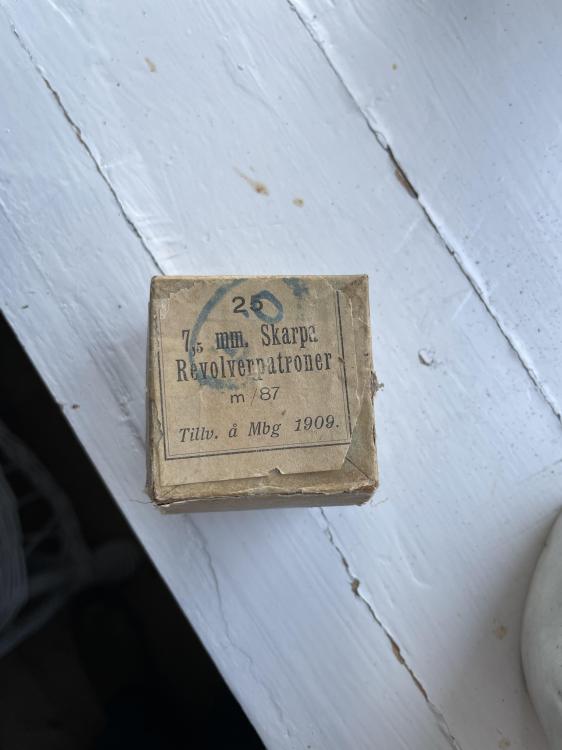 25
7,5 mm. Skarpa
Revolverpatroner
m/87
Tillv. å Mbg 1909.